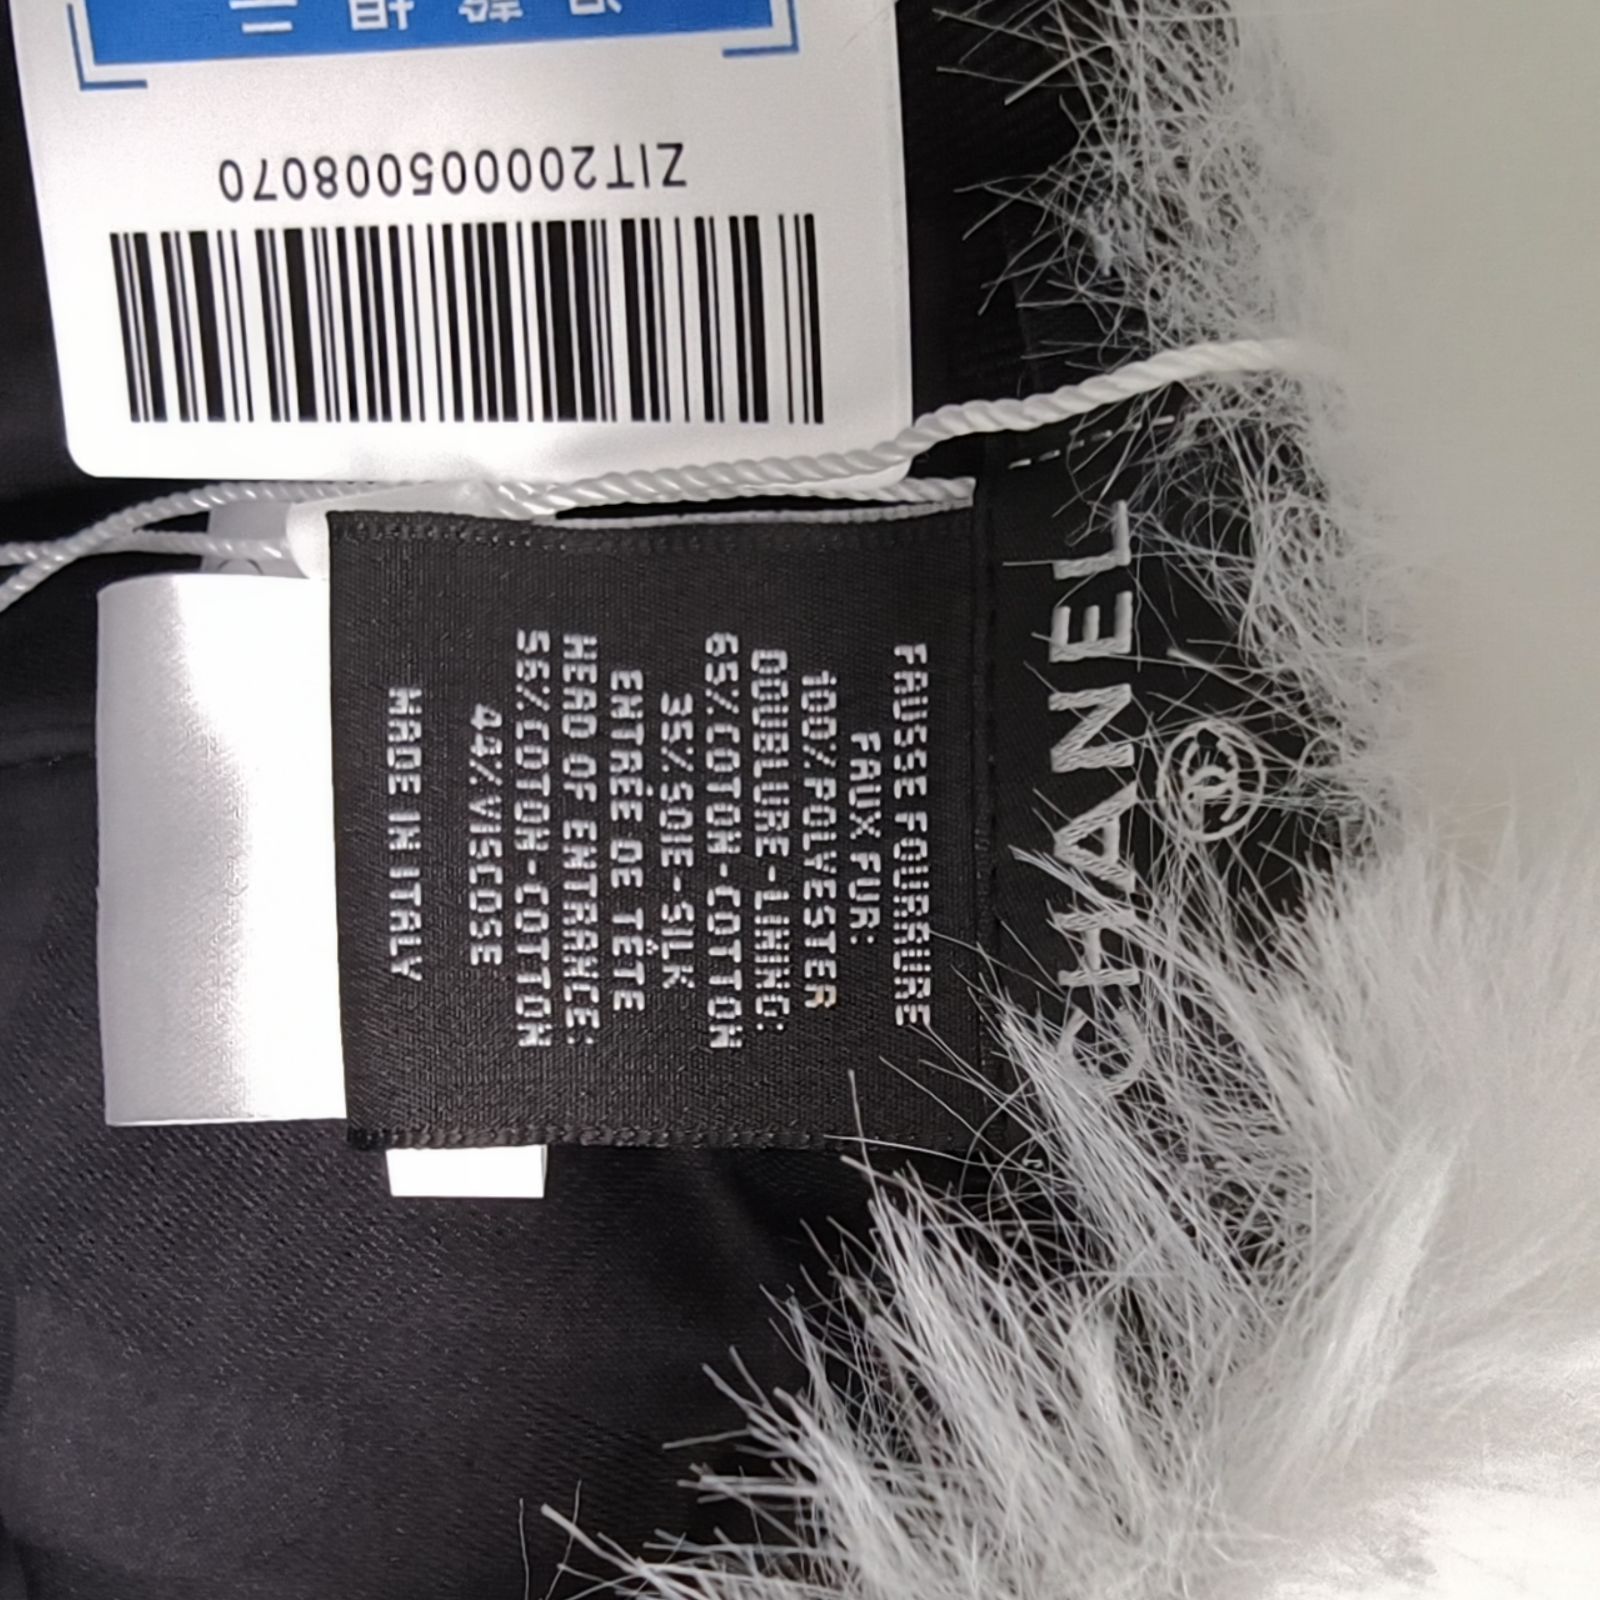 ZIT200005008070
CHANEL
FAUSSE FOURRURE
FAUX FUR:
100%POLYESTER
DOUBLURE-LINING:
65%COTON-COTTON
35%SOIE-SILK
ENTRÉE DE TÊTE
HEAD OF ENTRANCE:
56%COTON-COTTON
44%VISCOSE
MADE IN ITALY